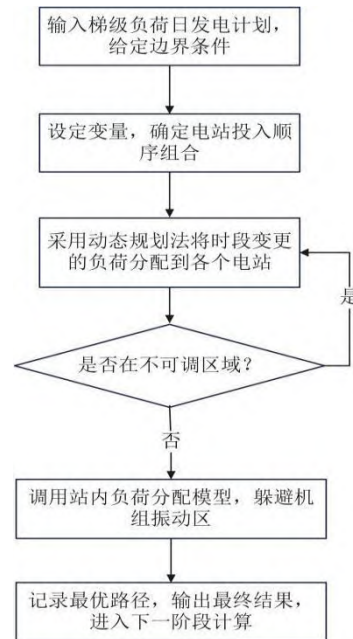 输入梯级负荷日发电计划，
给定边界条件
设定变量，确定电站投入顺
序组合
采用动态规划法将时段变更
的负荷分配到各个电站
是
是否在不可调区域？
否
调用站内负荷分配模型，躲避机
组振动区
记录最优路径，输出最终结果，
进入下一阶段计算